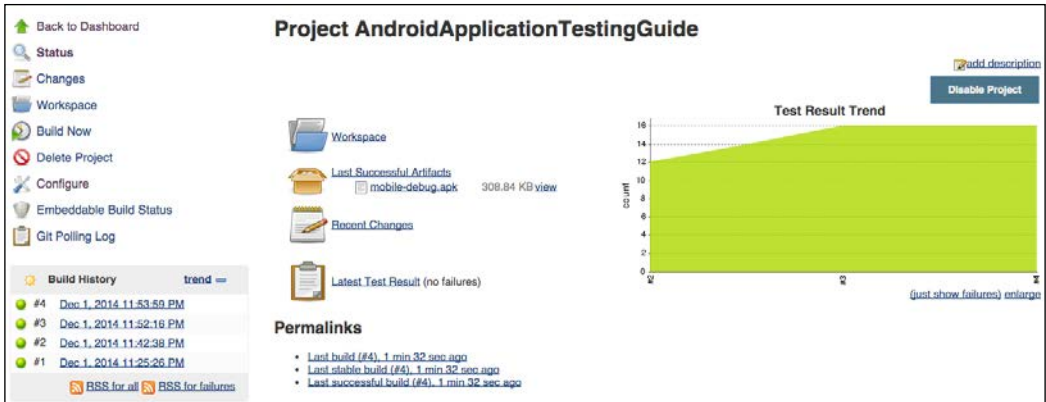 Back to Dashboard
Status
Changes
Workspace
Build Now
Delete Project
Configure
Embeddable Build Status
Git Polling Log
Build History
trend
#4 Dec 1, 2014 11:53:59 PM
#3 Dec 1, 2014 11:52:16 PM
#2 Dec 1, 2014 11:42:38 PM
#1 Dec 1, 2014 11:25:26 PM
RSS for all RSS for failures
Project AndroidApplicationTestingGuide
add description
Disable Project
Workspace
Last Successful Artifacts
mobile-debug.apk 308.84 KB view
Recent Changes
Latest Test Result (no failures)
Test Result Trend
count
16
14
12
10
8
6
4
2
0
#2
#3
#4
(just show failures) enlarge
Permalinks
Last build (#4), 1 min 32 sec ago
Last stable build (#4), 1 min 32 sec ago
Last successful build (#4), 1 min 32 sec ago